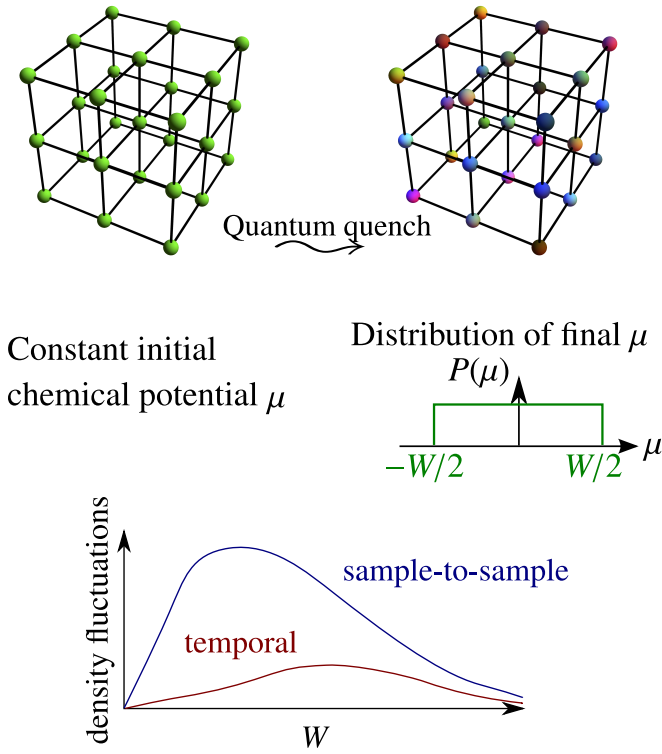 Quantum quench
Constant initial
chemical potential μ
Distribution of final μ
P(μ)
μ
−W/2
W/2
density fluctuations
sample-to-sample
temporal
W